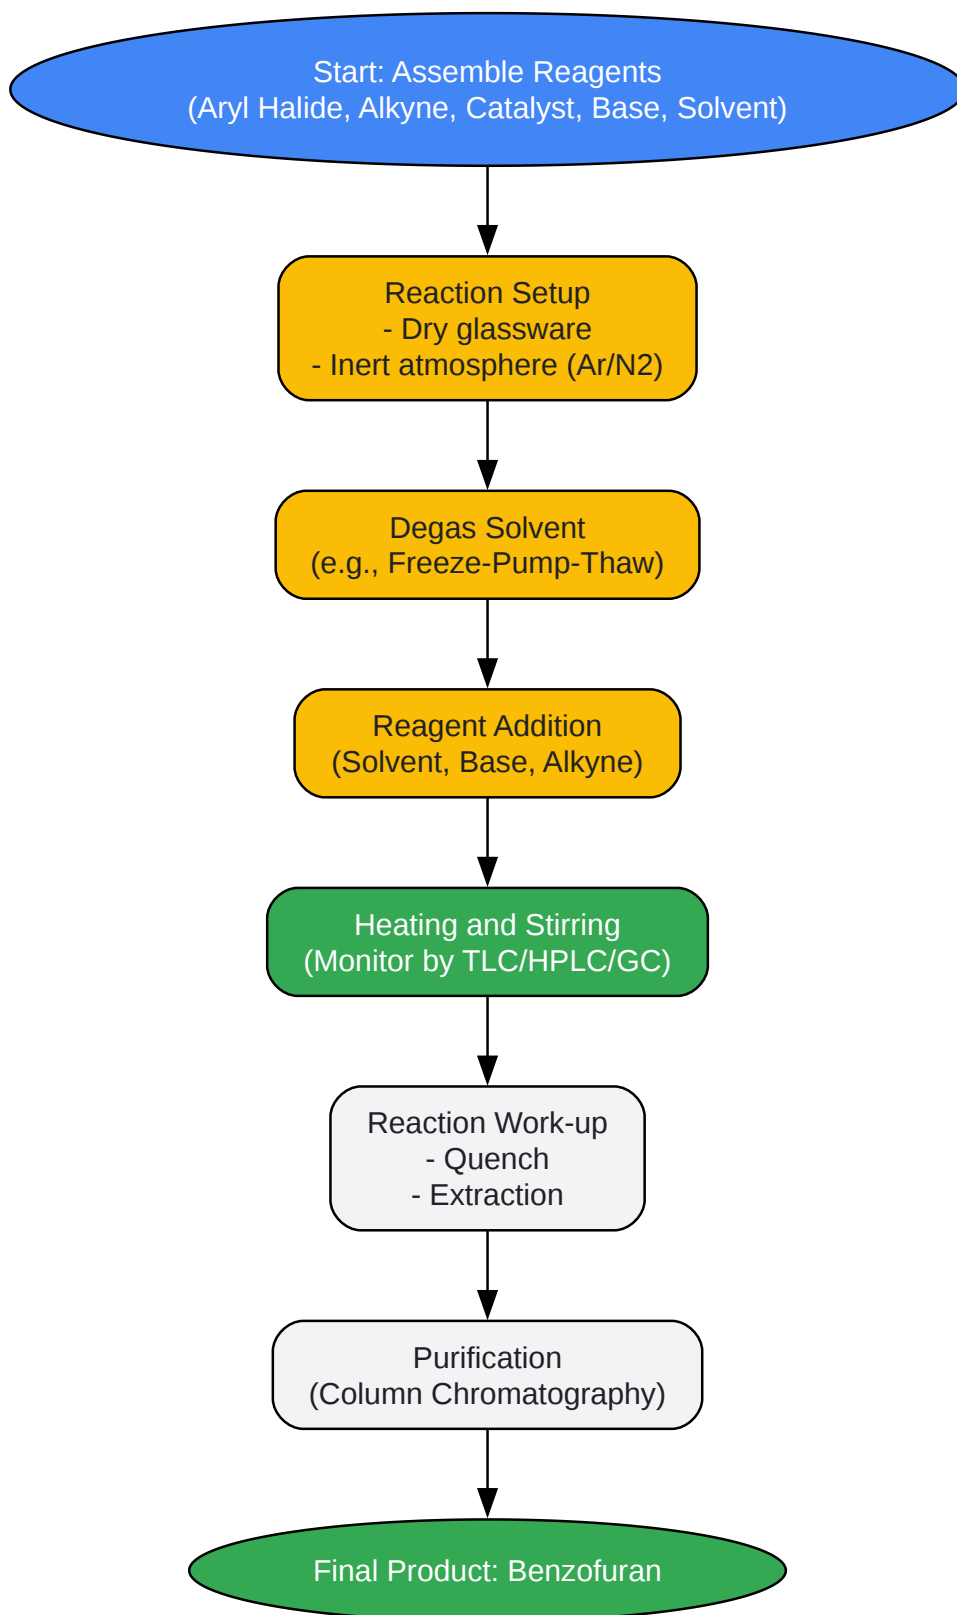 Start: Assemble Reagents
(Aryl Halide, Alkyne, Catalyst, Base, Solvent)
Reaction Setup
- Dry glassware
- Inert atmosphere (Ar/N2)
Degas Solvent
(e.g., Freeze-Pump-Thaw)
Reagent Addition
(Solvent, Base, Alkyne)
Heating and Stirring
(Monitor by TLC/HPLC/GC)
Reaction Work-up
- Quench
- Extraction
Purification
(Column Chromatography)
Final Product: Benzofuran